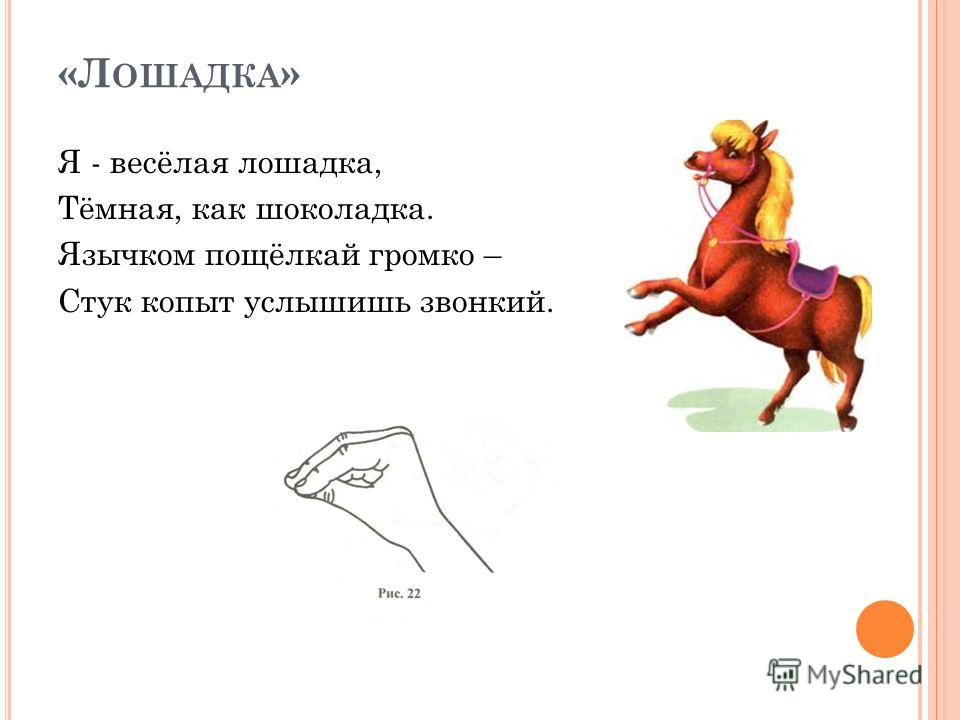 «Лошадка»
Я - весёлая лошадка,
Тёмная, как шоколадка.
Язычком пощёлкай громко –
Стук копыт услышишь звонкий.
Рис. 22
MyShared